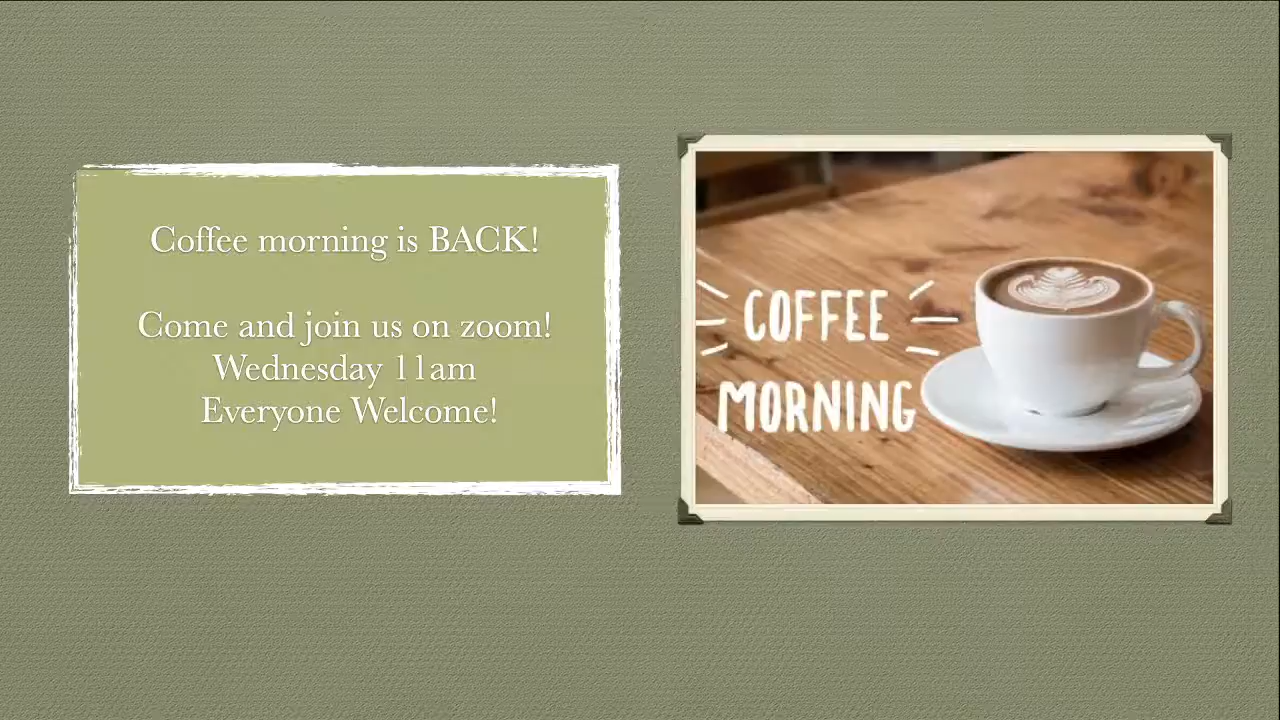 Coffee morning is BACK!
Come and join us on zoom!
Wednesday 11am
Everyone Welcome!
COFFEE
MORNING